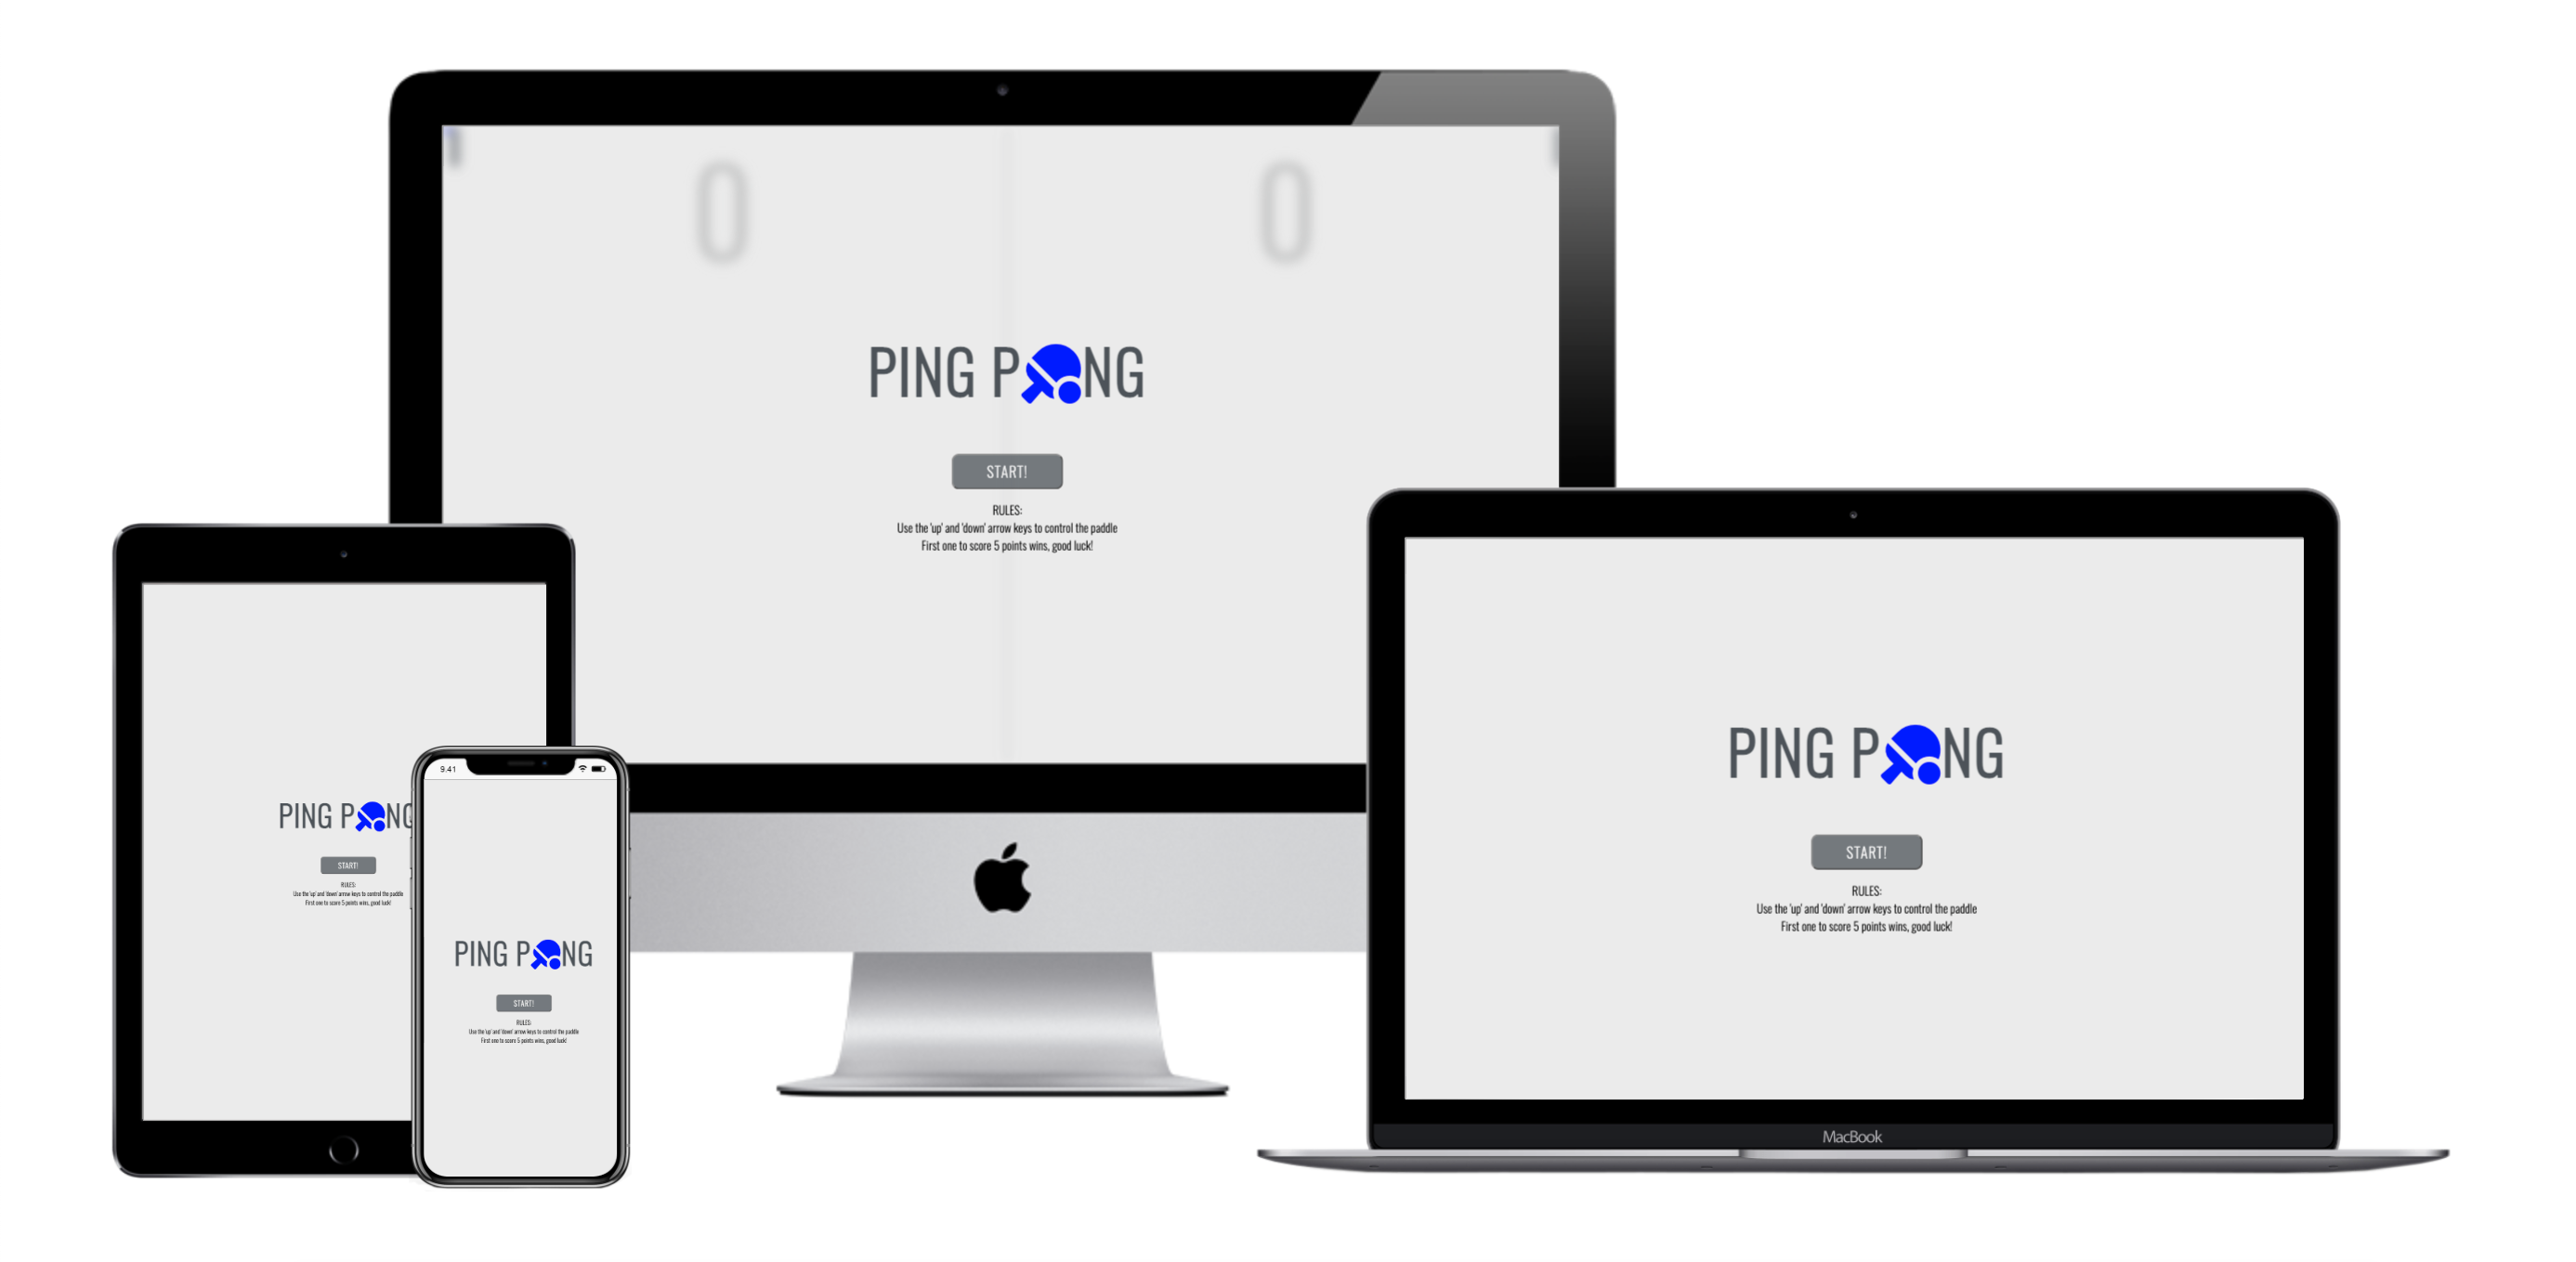 0 0
PING PONG
START!
RULES:
Use the 'up' and 'down' arrow keys to control the paddle
First one to score 5 points wins, good luck!
PING PONG
START!
RULES:
Use the 'up' and 'down' arrow keys to control the paddle
First one to score 5 points wins, good luck!
9.41
PING PONG
START!
RULES:
Use the 'up' and 'down' arrow keys to control the paddle
First one to score 5 points wins, good luck!
PING PONG
START!
RULES:
Use the 'up' and 'down' arrow keys to control the paddle
First one to score 5 points wins, good luck!
MacBook